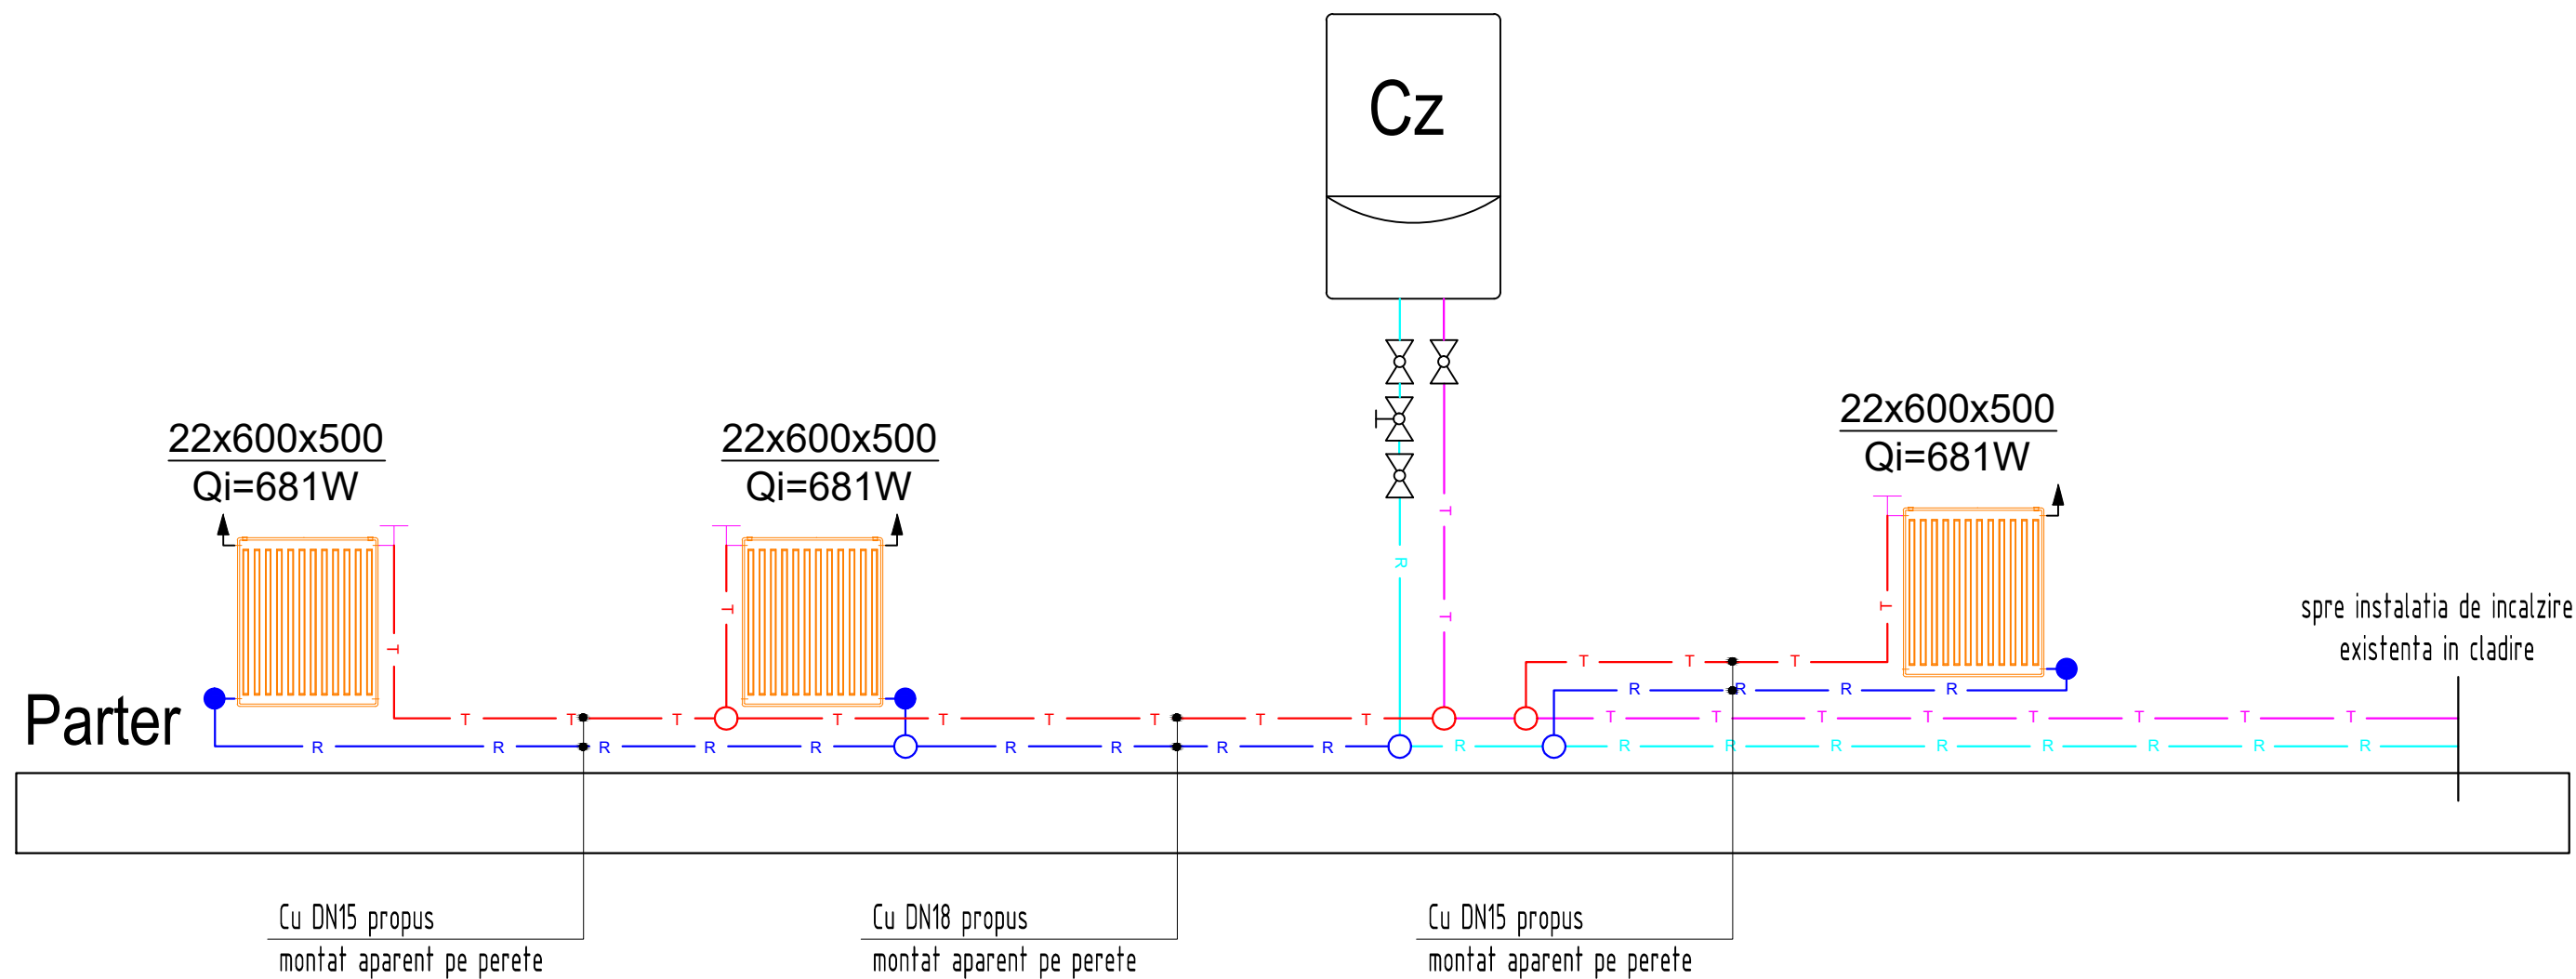 Cz
22x600x500
Qi=681W
22x600x500
Qi=681W
22x600x500
Qi=681W
spre instalatia de incalzire
existenta in cladire
Parter
T
T
T
T
R
T T T T T T T T T
T T T
R R R R
T T T T T T T T
R R R R R R R R R
R R R R R R R R R R
Cu DN15 propus
montat aparent pe perete
Cu DN18 propus
montat aparent pe perete
Cu DN15 propus
montat aparent pe perete